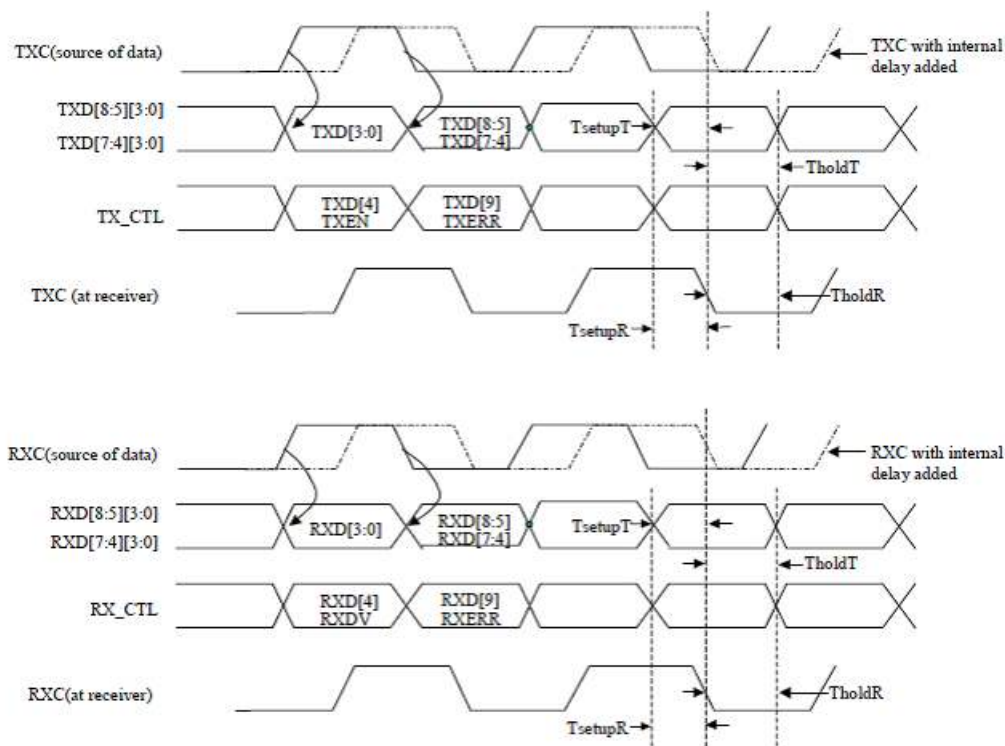 TXC(source of data)
TXC with internal
delay added
TXD[8:5][3:0]
TXD[7:4][3:0]
TXD[3:0]
TXD[8:5]
TXD[7:4]
TsetupT
TholdT
TX_CTL
TXD[4]
TXEN
TXD[9]
TXERR
TXC (at receiver)
TholdR
TsetupR
RXC(source of data)
RXC with internal
delay added
RXD[8:5][3:0]
RXD[7:4][3:0]
RXD[3:0]
RXD[8:5]
RXD[7:4]
TsetupT
TholdT
RX_CTL
RXD[4]
RXDV
RXD[9]
RXERR
RXC(at receiver)
TholdR
TsetupR